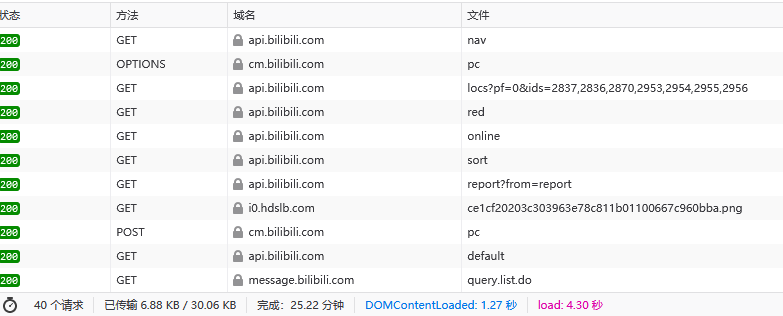 状态 方法 域名 文件
200 GET api.bilibili.com nav
200 OPTIONS cm.bilibili.com pc
200 GET api.bilibili.com locs?pf=0&ids=2837,2836,2870,2953,2954,2955,2956
200 GET api.bilibili.com red
200 GET api.bilibili.com online
200 GET api.bilibili.com sort
200 GET api.bilibili.com report?from=report
200 GET i0.hdslb.com ce1cf20203c303963e78c811b01100667c960bba.png
200 POST cm.bilibili.com pc
200 GET api.bilibili.com default
200 GET message.bilibili.com query.list.do
40 个请求 已传输 6.88 KB / 30.06 KB 完成：25.22 分钟 DOMContentLoaded: 1.27 秒 load: 4.30 秒